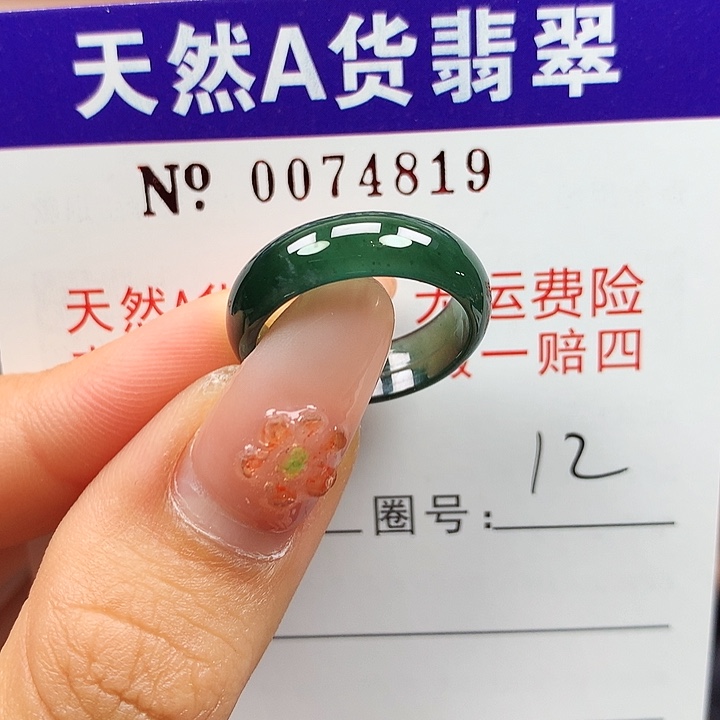 天然A货翡翠
Nº. 0074819
天然A 运费险
一赔四
圈号: 12